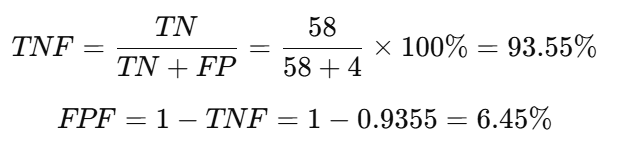 TNF = TN / (TN + FP) = 58 / (58 + 4) × 100% = 93.55%
FPF = 1 − TNF = 1 − 0.9355 = 6.45%